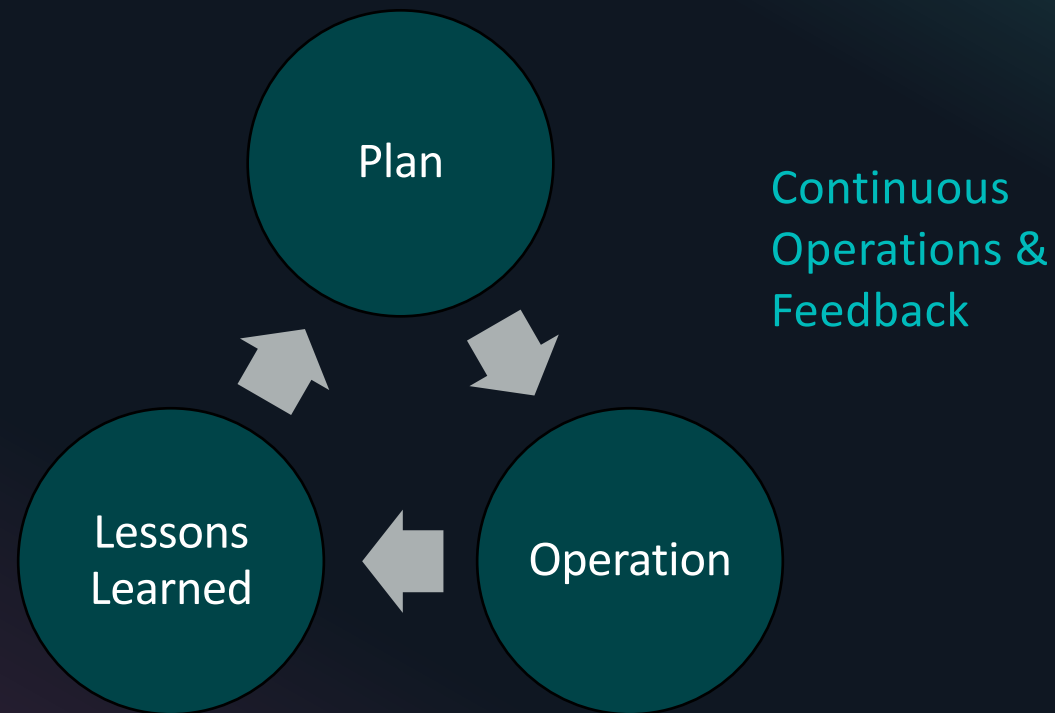 Plan
Continuous
Operations &
Feedback
Lessons
Learned
Operation